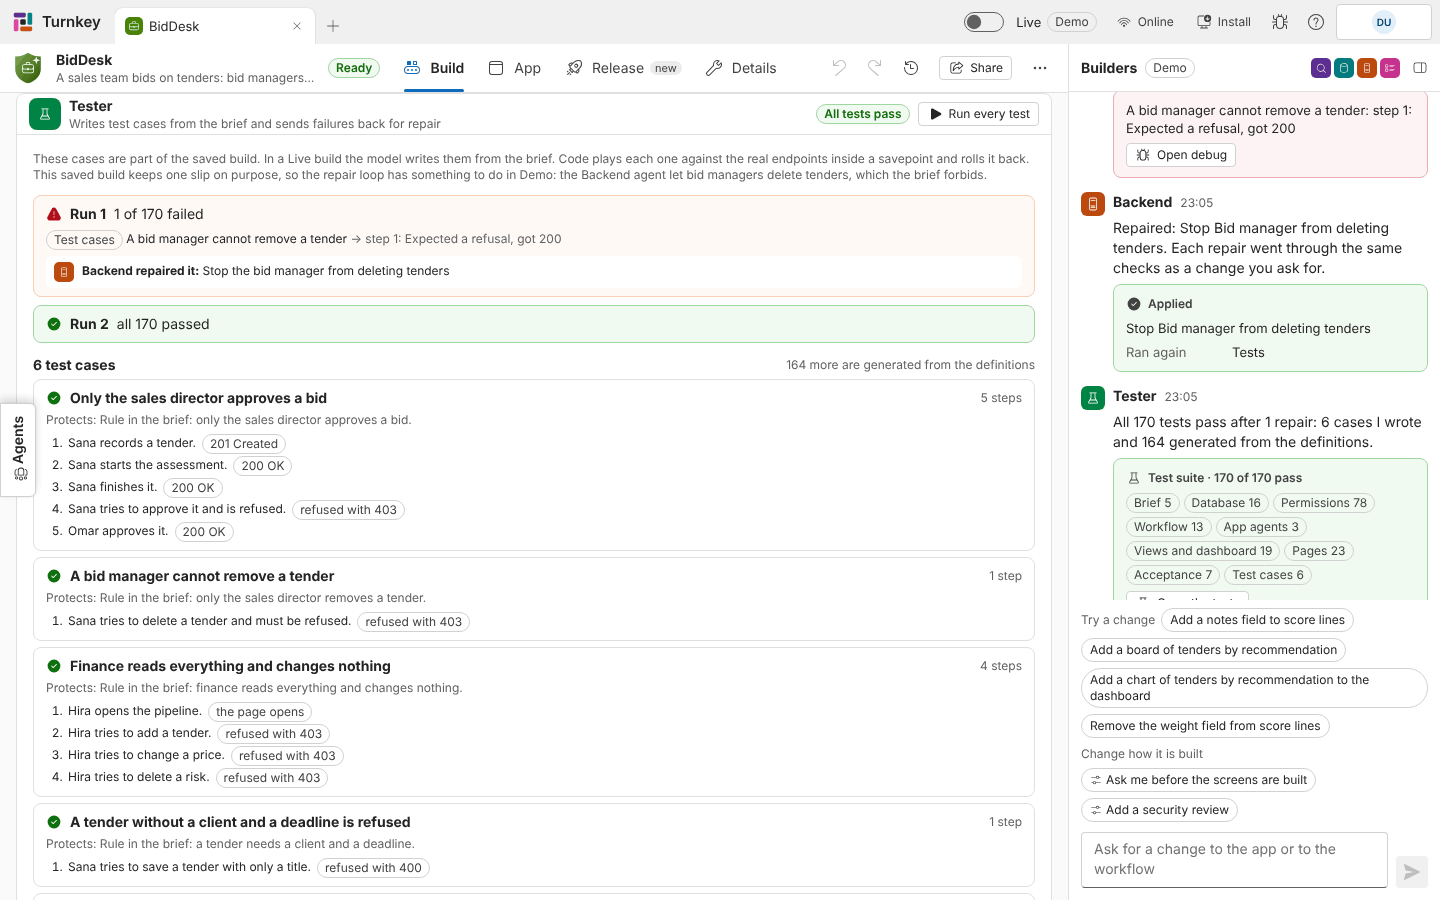 Turnkey
BidDesk
Live
Demo
Online
Install
DU
BidDesk
A sales team bids on tenders: bid managers...
Ready
Build
App
Release new
Details
Share
Builders
Demo
Tester
Writes test cases from the brief and sends failures back for repair
All tests pass
Run every test
These cases are part of the saved build. In a Live build the model writes them from the brief. Code plays each one against the real endpoints inside a savepoint and rolls it back.
This saved build keeps one slip on purpose, so the repair loop has something to do in Demo: the Backend agent let bid managers delete tenders, which the brief forbids.
Run 1 1 of 170 failed
Test cases A bid manager cannot remove a tender → step 1: Expected a refusal, got 200
Backend repaired it: Stop the bid manager from deleting tenders
Run 2 all 170 passed
6 test cases
164 more are generated from the definitions
Only the sales director approves a bid
5 steps
Protects: Rule in the brief: only the sales director approves a bid.
1. Sana records a tender. 201 Created
2. Sana starts the assessment. 200 OK
3. Sana finishes it. 200 OK
4. Sana tries to approve it and is refused. refused with 403
5. Omar approves it. 200 OK
A bid manager cannot remove a tender
1 step
Protects: Rule in the brief: only the sales director removes a tender.
1. Sana tries to delete a tender and must be refused. refused with 403
Finance reads everything and changes nothing
4 steps
Protects: Rule in the brief: finance reads everything and changes nothing.
1. Hira opens the pipeline. the page opens
2. Hira tries to add a tender. refused with 403
3. Hira tries to change a price. refused with 403
4. Hira tries to delete a risk. refused with 403
A tender without a client and a deadline is refused
1 step
Protects: Rule in the brief: a tender needs a client and a deadline.
1. Sana tries to save a tender with only a title. refused with 400
Agents
A bid manager cannot remove a tender: step 1:
Expected a refusal, got 200
Open debug
Backend 23:05
Repaired: Stop Bid manager from deleting
tenders. Each repair went through the same
checks as a change you ask for.
Applied
Stop Bid manager from deleting tenders
Ran again Tests
Tester 23:05
All 170 tests pass after 1 repair: 6 cases I wrote
and 164 generated from the definitions.
Test suite · 170 of 170 pass
Brief 5 Database 16 Permissions 78
Workflow 13 App agents 3
Views and dashboard 19 Pages 23
Acceptance 7 Test cases 6
Try a change Add a notes field to score lines
Add a board of tenders by recommendation
Add a chart of tenders by recommendation to the
dashboard
Remove the weight field from score lines
Change how it is built
Ask me before the screens are built
Add a security review
Ask for a change to the app or to the
workflow